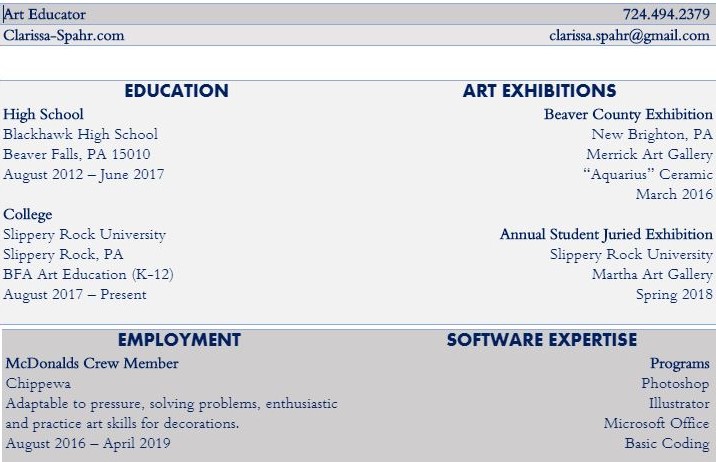 Art Educator
724.494.2379
Clarissa-Spahr.com
clarissa.spahr@gmail.com
EDUCATION
High School
Blackhawk High School
Beaver Falls, PA 15010
August 2012 – June 2017
College
Slippery Rock University
Slippery Rock, PA
BFA Art Education (K-12)
August 2017 – Present
ART EXHIBITIONS
Beaver County Exhibition
New Brighton, PA
Merrick Art Gallery
“Aquarius” Ceramic
March 2016
Annual Student Juried Exhibition
Slippery Rock University
Martha Art Gallery
Spring 2018
EMPLOYMENT
McDonalds Crew Member
Chippewa
Adaptable to pressure, solving problems, enthusiastic
and practice art skills for decorations.
August 2016 – April 2019
SOFTWARE EXPERTISE
Programs
Photoshop
Illustrator
Microsoft Office
Basic Coding